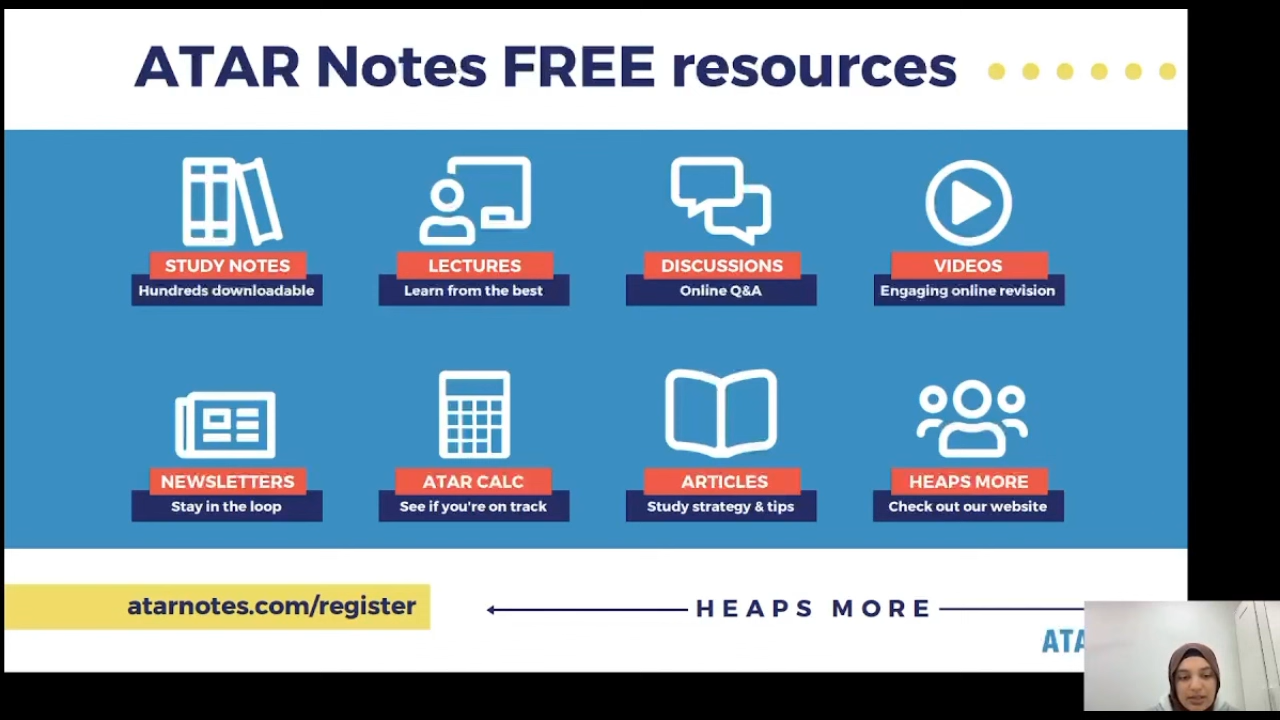 ATAR Notes FREE resources
STUDY NOTES
Hundreds downloadable
LECTURES
Learn from the best
DISCUSSIONS
Online Q&A
VIDEOS
Engaging online revision
NEWSLETTERS
Stay in the loop
ATAR CALC
See if you're on track
ARTICLES
Study strategy & tips
HEAPS MORE
Check out our website
atarnotes.com/register
HEAPS MORE